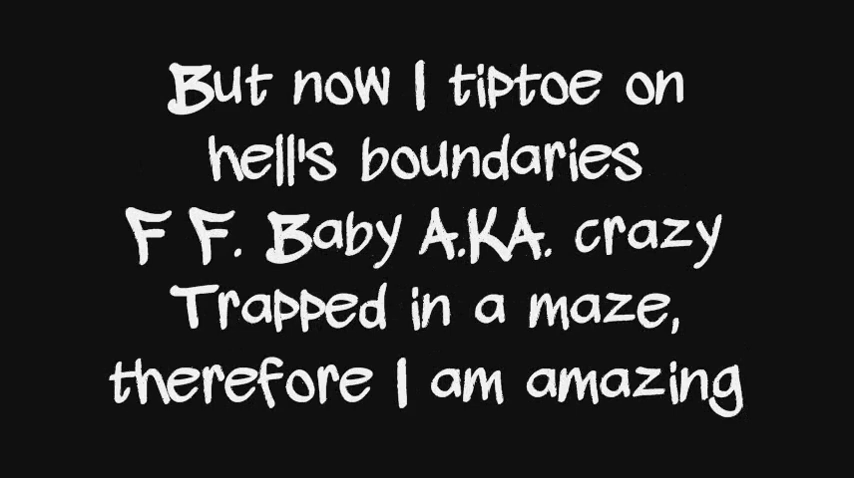 But now I tiptoe on
hell's boundaries
F F. Baby A.KA. crazy
Trapped in a maze,
therefore I am amazing